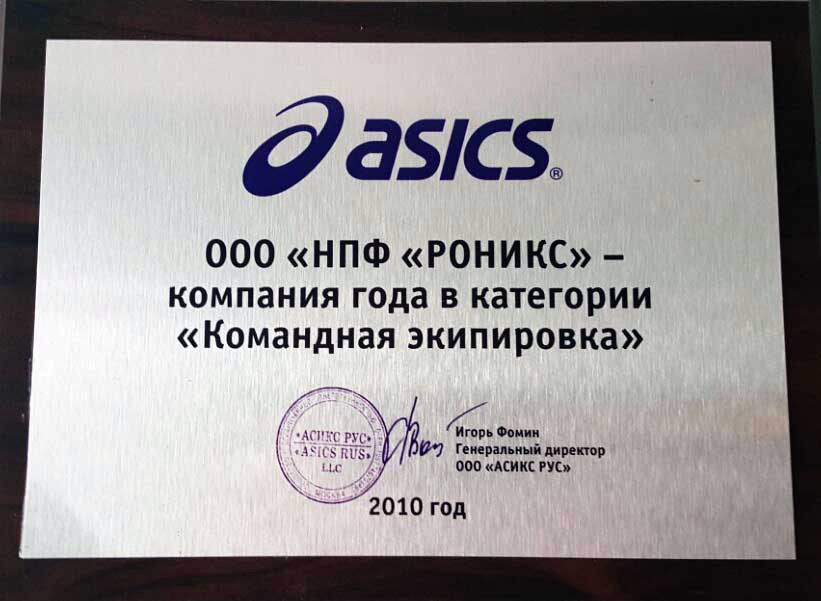 asics®
ООО «НПФ «РОНИКС» –
компания года в категории
«Командная экипировка»
АСИКС РУС
ASICS RUS
LLC
МОСКВА
Игорь Фомин
Генеральный директор
ООО «АСИКС РУС»
2010 год